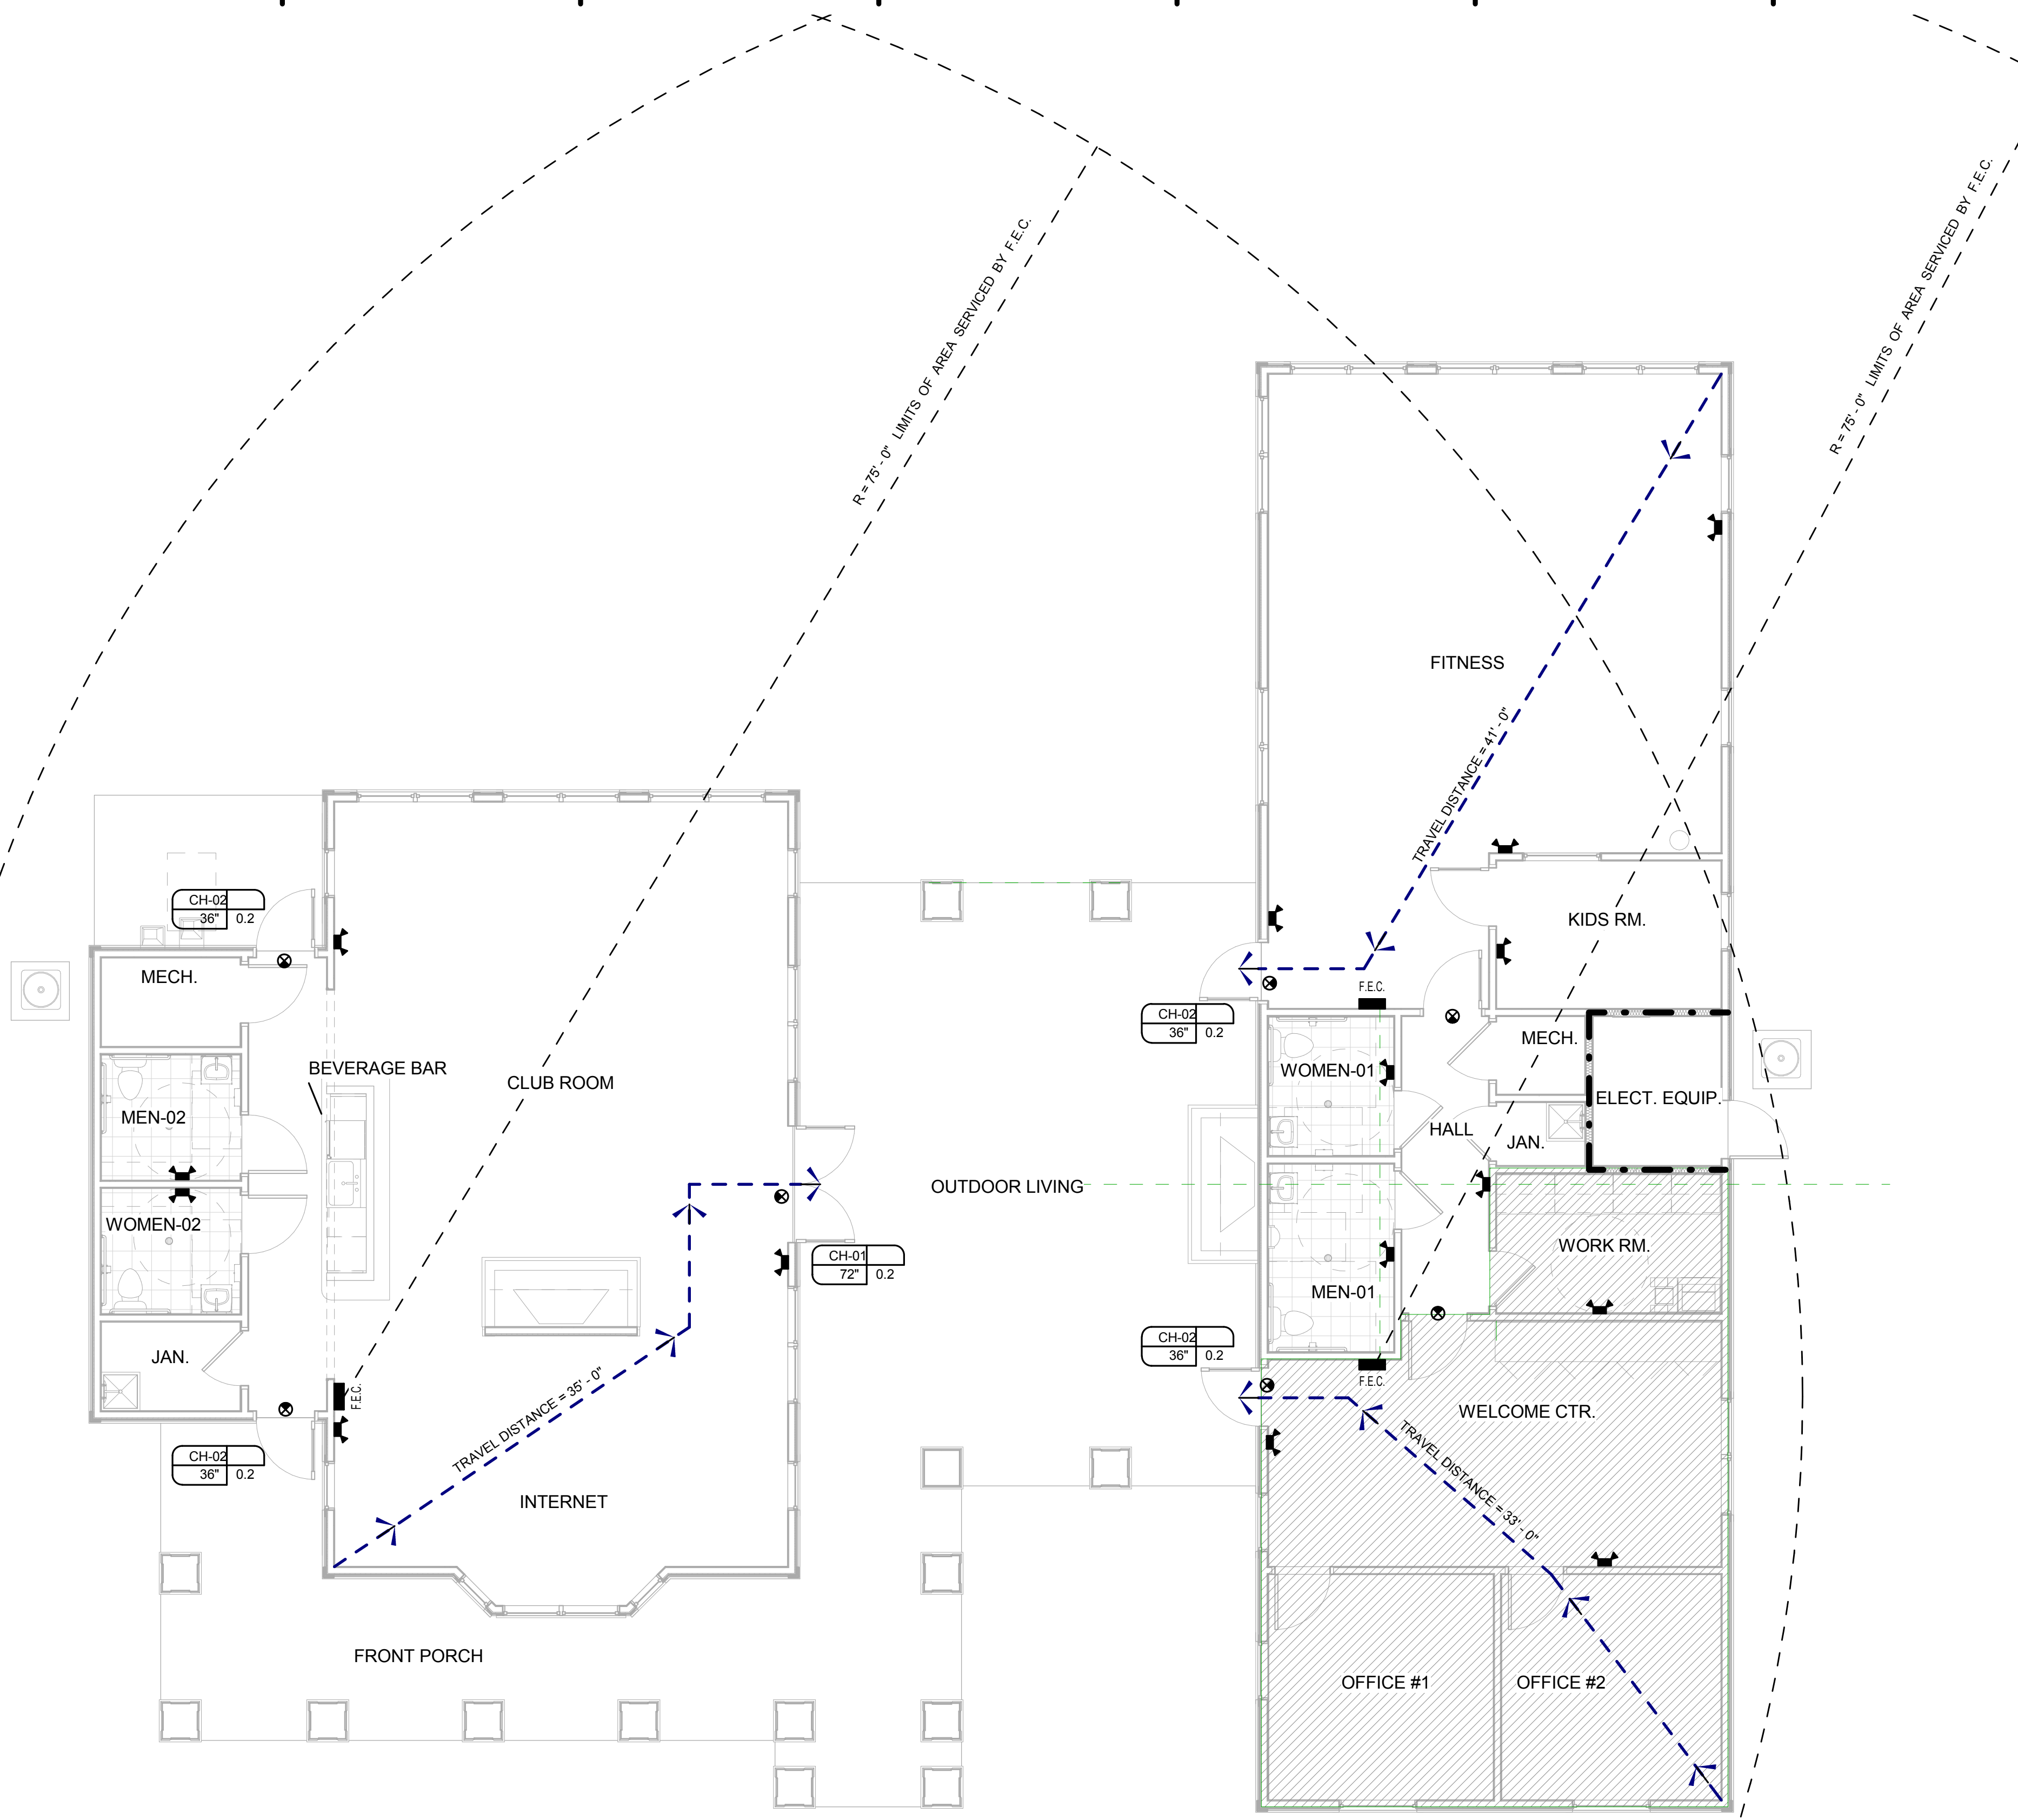 R = 75' - 0" LIMITS OF AREA SERVICED BY F.E.C.
R = 75' - 0" LIMITS OF AREA SERVICED BY F.E.C.
FITNESS
TRAVEL DISTANCE = 41' - 0"
CH-02
36" 0.2
MECH.
BEVERAGE BAR
CLUB ROOM
MEN-02
WOMEN-02
JAN.
F.E.C.
CH-02
36" 0.2
TRAVEL DISTANCE = 35' - 0"
INTERNET
FRONT PORCH
CH-01
72" 0.2
OUTDOOR LIVING
KIDS RM.
F.E.C.
CH-02
36" 0.2
MECH.
WOMEN-01
ELECT. EQUIP.
HALL
JAN.
WORK RM.
MEN-01
CH-02
36" 0.2
F.E.C.
WELCOME CTR.
TRAVEL DISTANCE = 33' - 0"
OFFICE #1
OFFICE #2